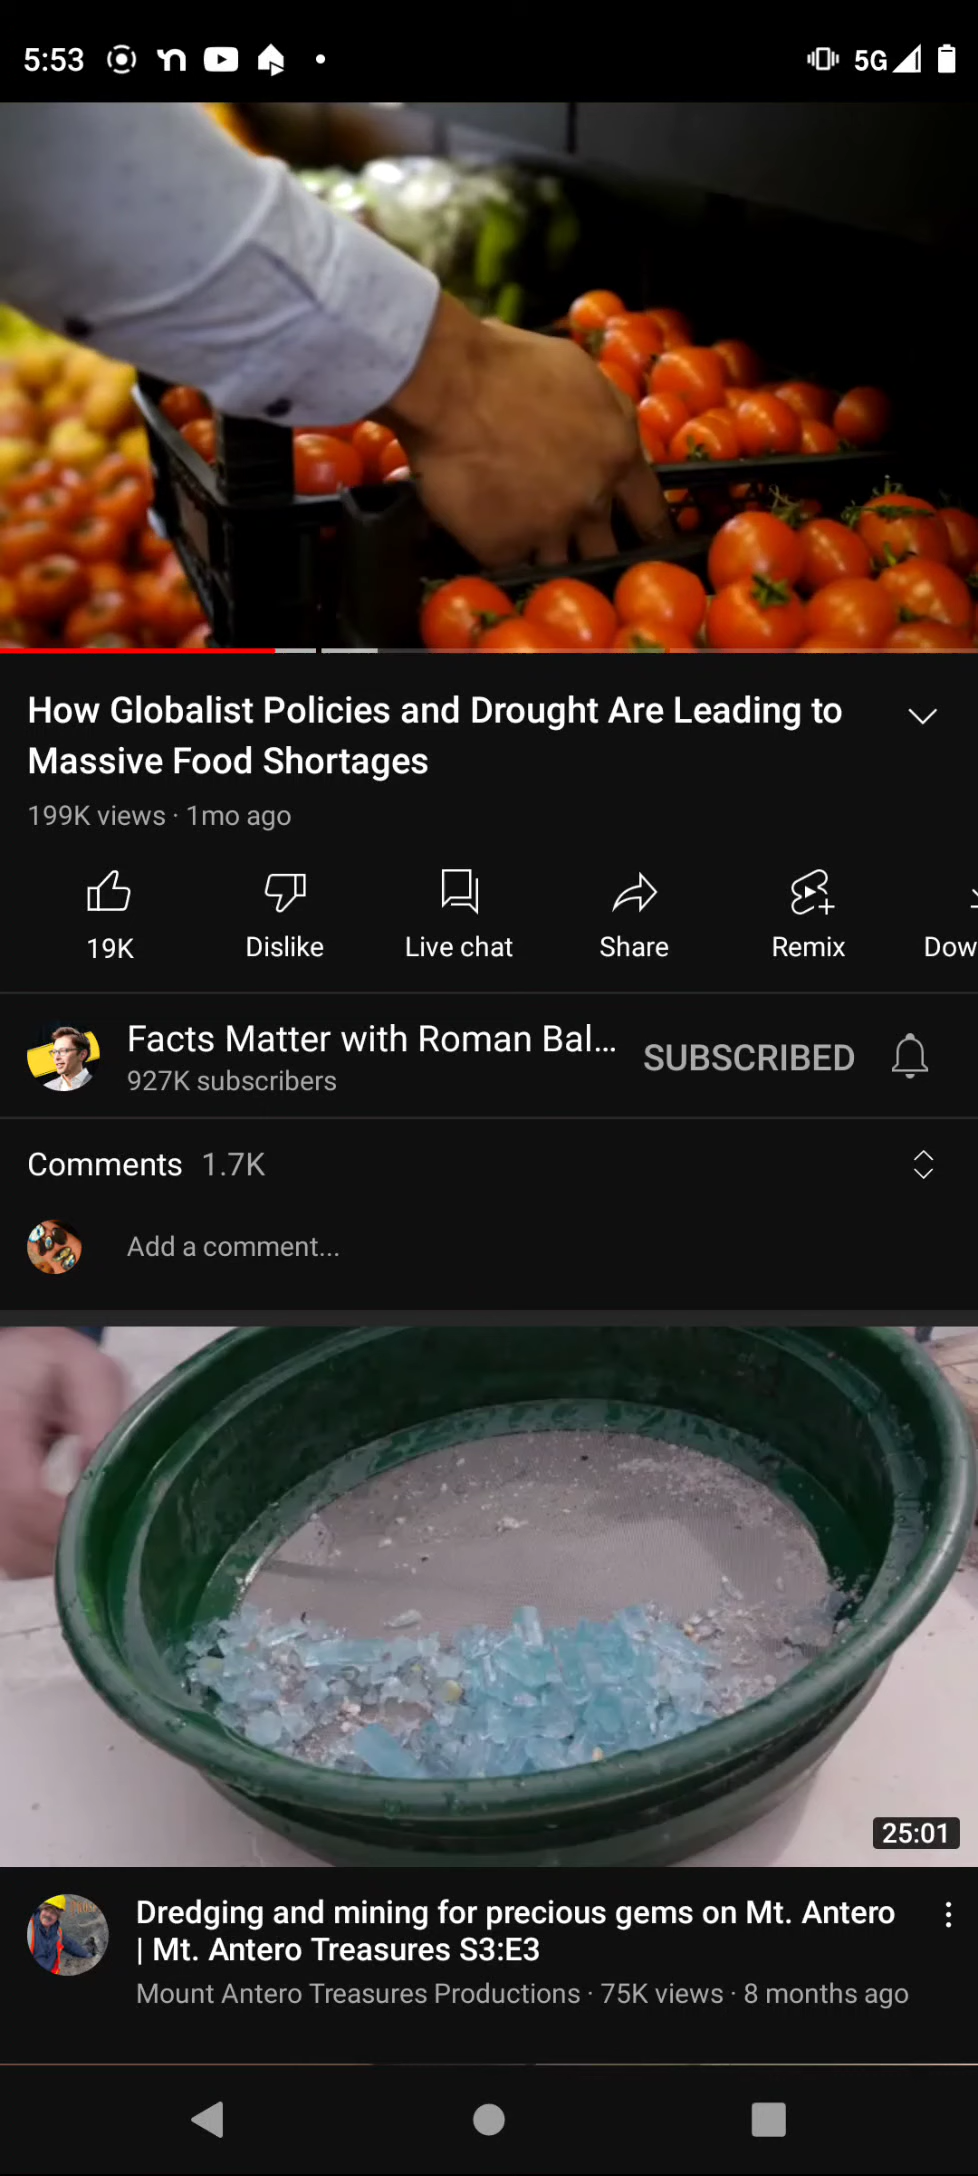 5:53
5G
How Globalist Policies and Drought Are Leading to
Massive Food Shortages
199K views · 1mo ago
19K
Dislike
Live chat
Share
Remix
Dow
Facts Matter with Roman Bal...
927K subscribers
SUBSCRIBED
Comments 1.7K
Add a comment...
25:01
Dredging and mining for precious gems on Mt. Antero
| Mt. Antero Treasures S3:E3
Mount Antero Treasures Productions · 75K views · 8 months ago